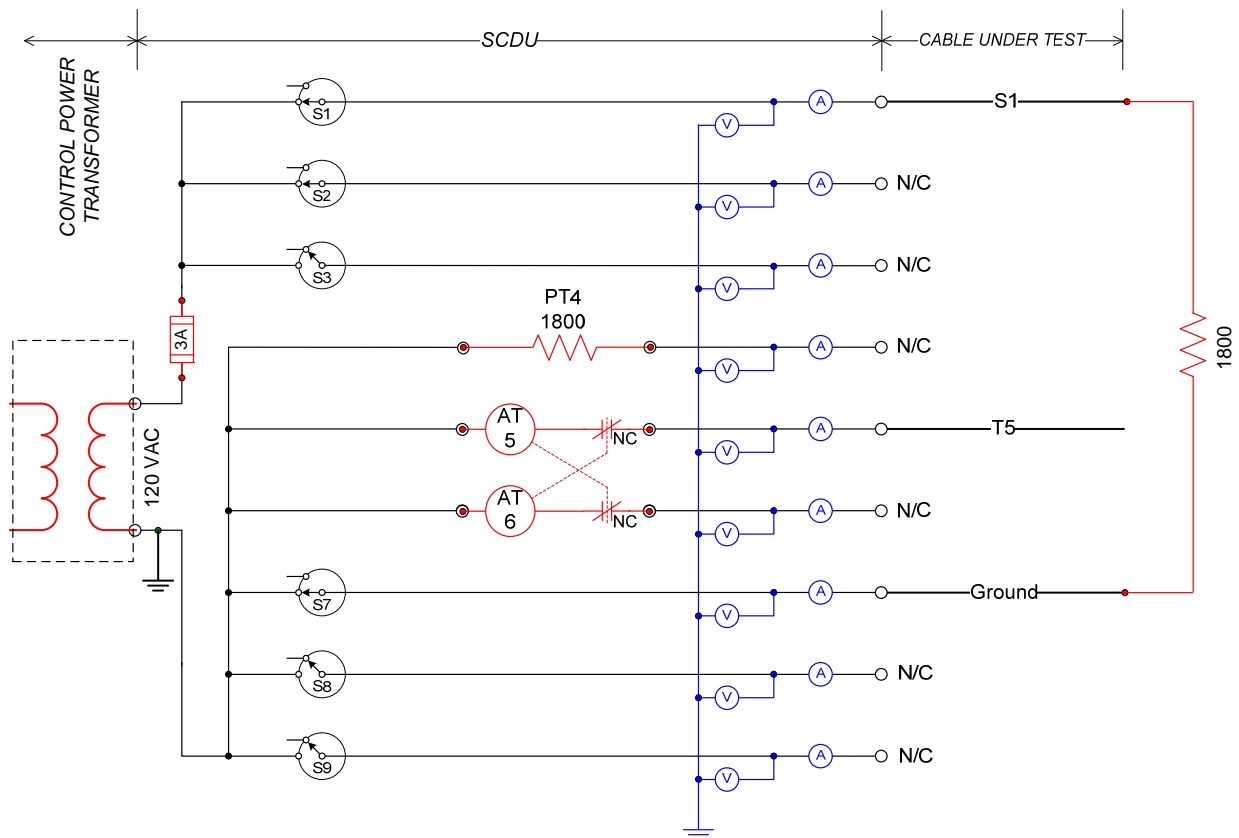 SCDU
CABLE UNDER TEST
CONTROL POWER
TRANSFORMER
S1
V
A
S1
S2
V
A
N/C
S3
V
A
N/C
3A
PT4
1800
V
A
N/C
1800
120 VAC
AT
5
NC
V
A
T5
AT
6
NC
V
A
N/C
S7
V
A
Ground
S8
V
A
N/C
S9
V
A
N/C